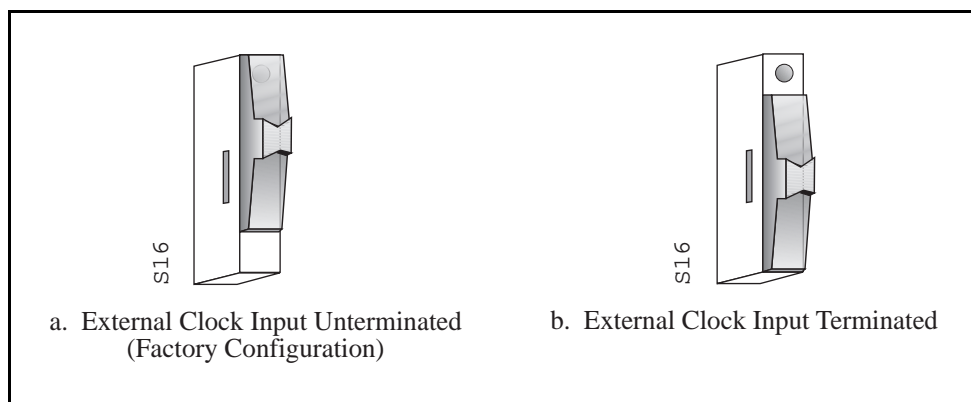 S16
a. External Clock Input Unterminated
(Factory Configuration)
S16
b. External Clock Input Terminated